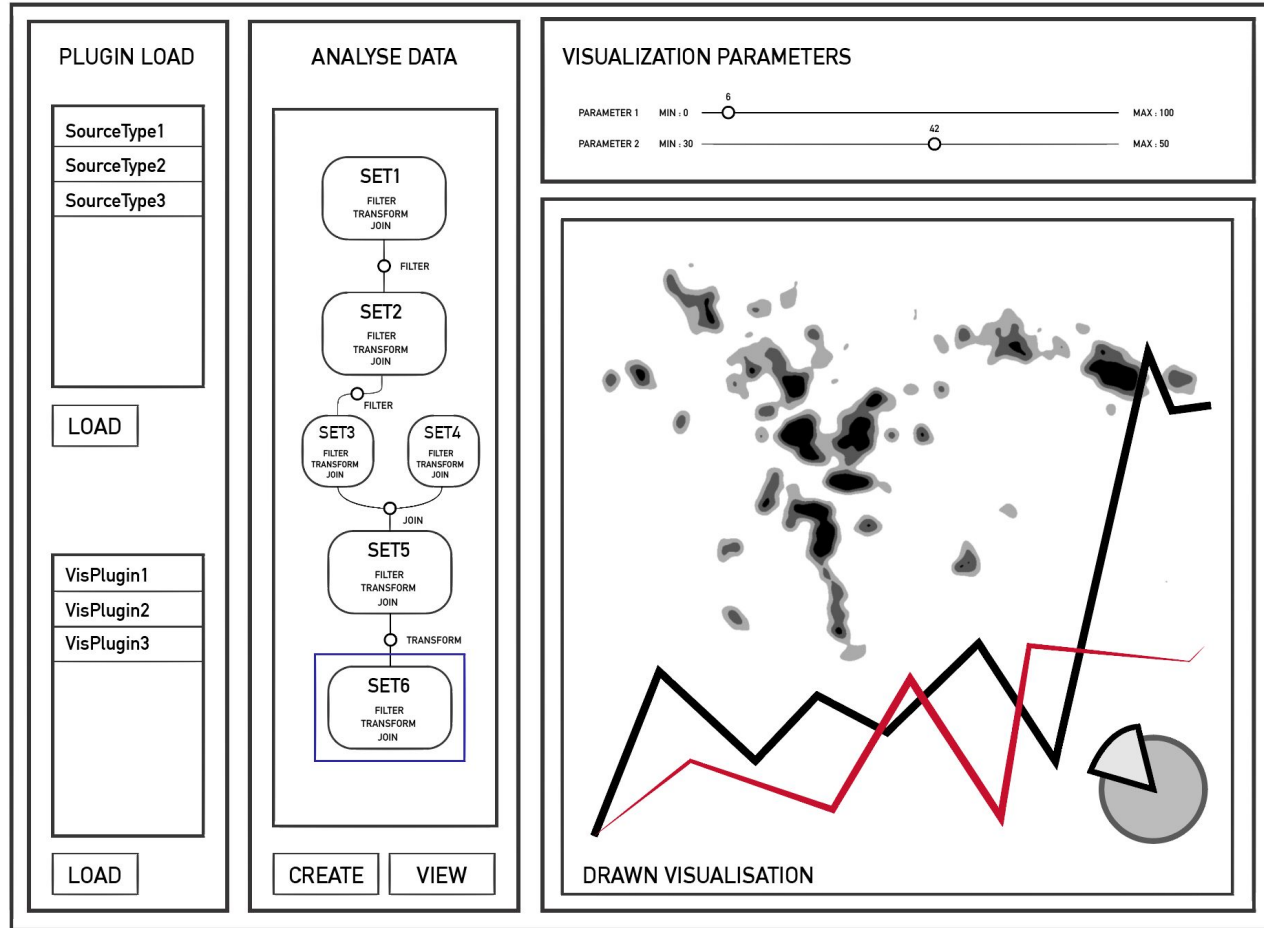 PLUGIN LOAD
SourceType1
SourceType2
SourceType3
LOAD
VisPlugin1
VisPlugin2
VisPlugin3
LOAD
ANALYSE DATA
SET1
FILTER
TRANSFORM
JOIN
FILTER
SET2
FILTER
TRANSFORM
JOIN
FILTER
SET3
FILTER
TRANSFORM
JOIN
SET4
FILTER
TRANSFORM
JOIN
JOIN
SET5
FILTER
TRANSFORM
JOIN
TRANSFORM
SET6
FILTER
TRANSFORM
JOIN
CREATE
VIEW
VISUALIZATION PARAMETERS
6
PARAMETER 1 MIN : 0 MAX : 100
42
PARAMETER 2 MIN : 30 MAX : 50
DRAWN VISUALISATION